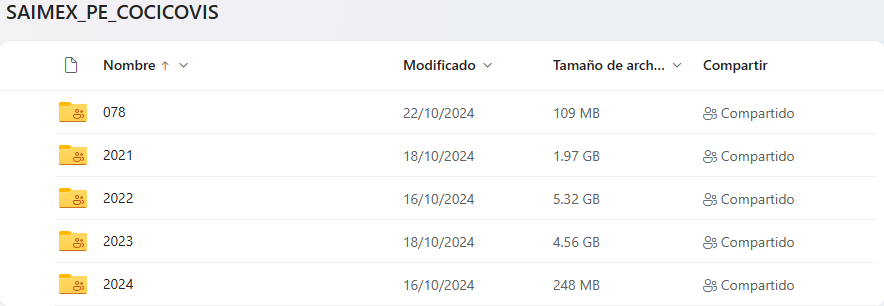 SAIMEX_PE_COCICOVIS
Nombre Modificado Tamaño de arch... Compartir
078 22/10/2024 109 MB Compartido
2021 18/10/2024 1.97 GB Compartido
2022 16/10/2024 5.32 GB Compartido
2023 18/10/2024 4.56 GB Compartido
2024 16/10/2024 248 MB Compartido